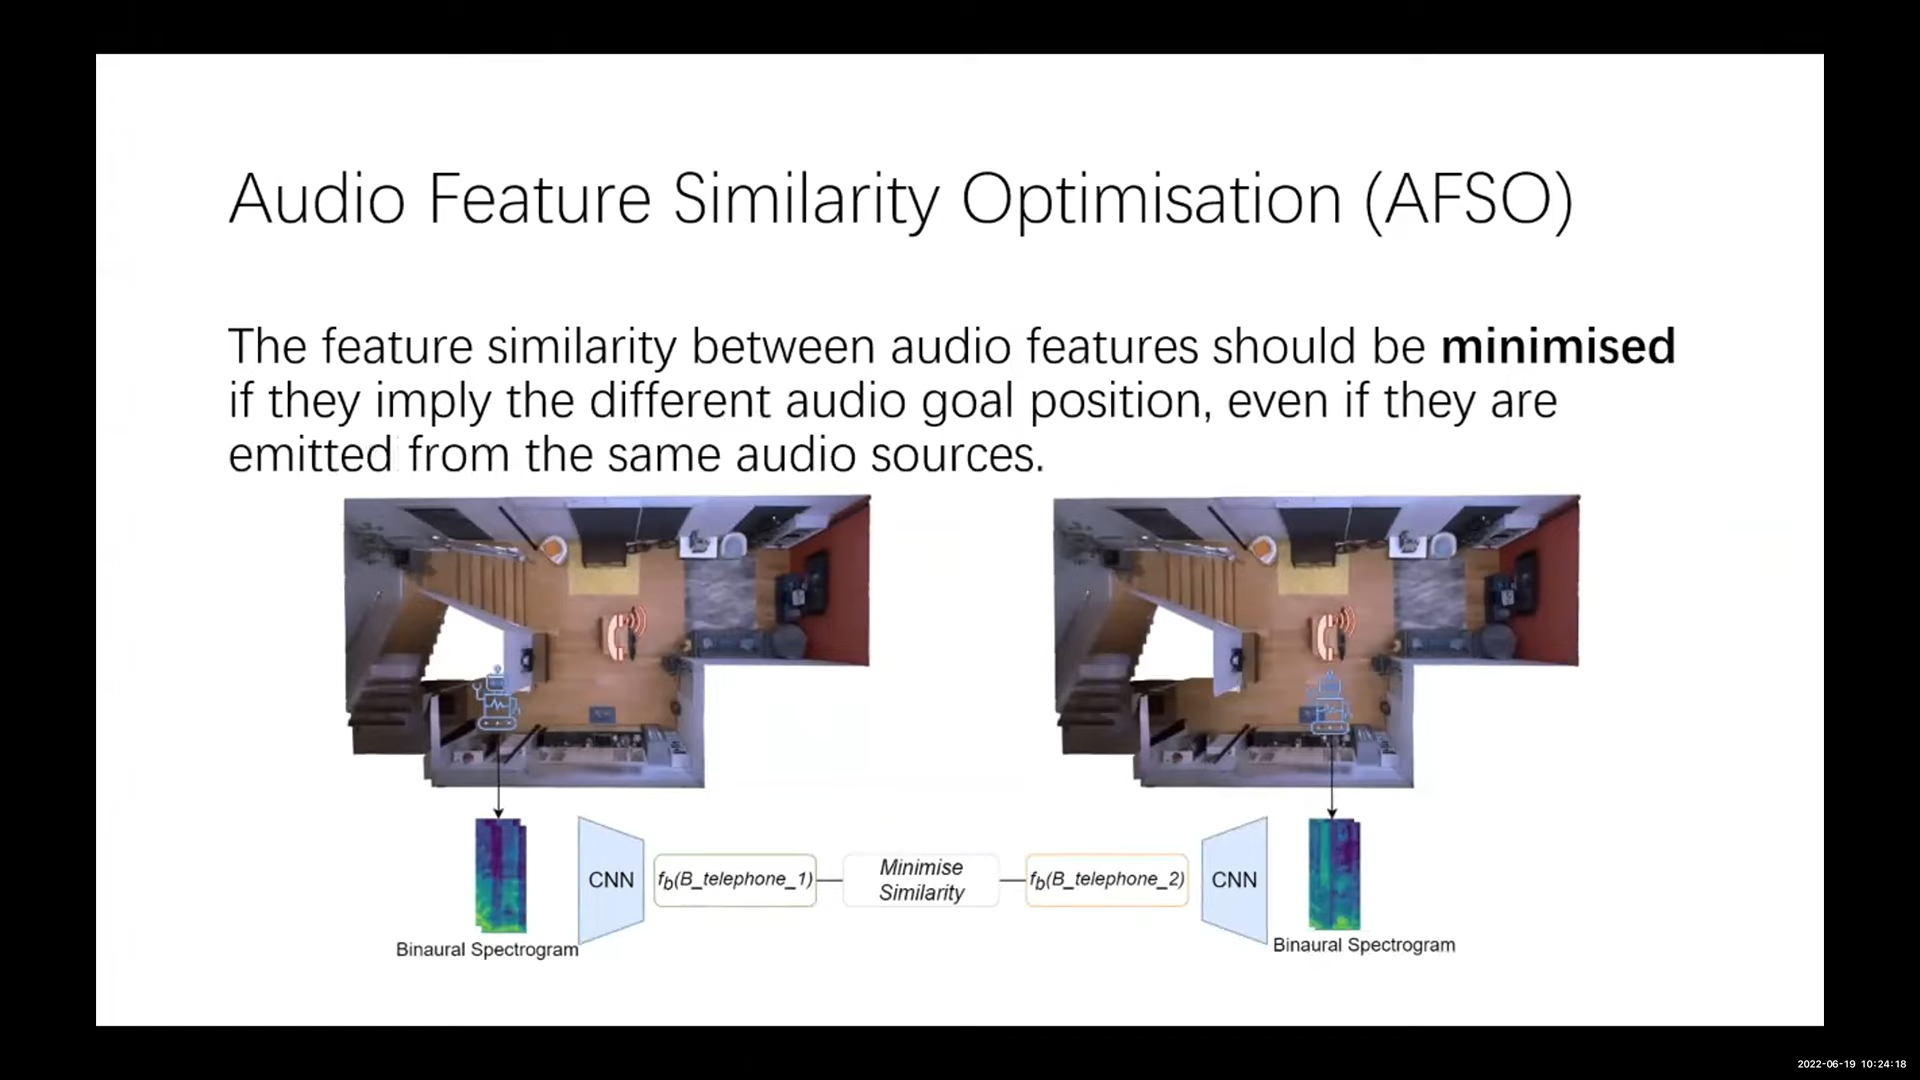 Audio Feature Similarity Optimisation (AFSO)
The feature similarity between audio features should be minimised
if they imply the different audio goal position, even if they are
emitted from the same audio sources.
CNN
f_b(B_telephone_1)
Minimise
Similarity
f_b(B_telephone_2)
CNN
Binaural Spectrogram
Binaural Spectrogram
2022-06-19 10:24:18